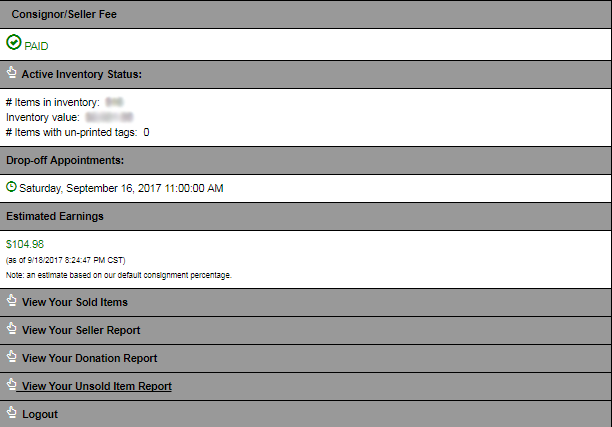 Consignor/Seller Fee
PAID
Active Inventory Status:
# Items in inventory:
Inventory value:
# Items with un-printed tags: 0
Drop-off Appointments:
Saturday, September 16, 2017 11:00:00 AM
Estimated Earnings
$104.98
(as of 9/18/2017 8:24:47 PM CST)
Note: an estimate based on our default consignment percentage.
View Your Sold Items
View Your Seller Report
View Your Donation Report
View Your Unsold Item Report
Logout